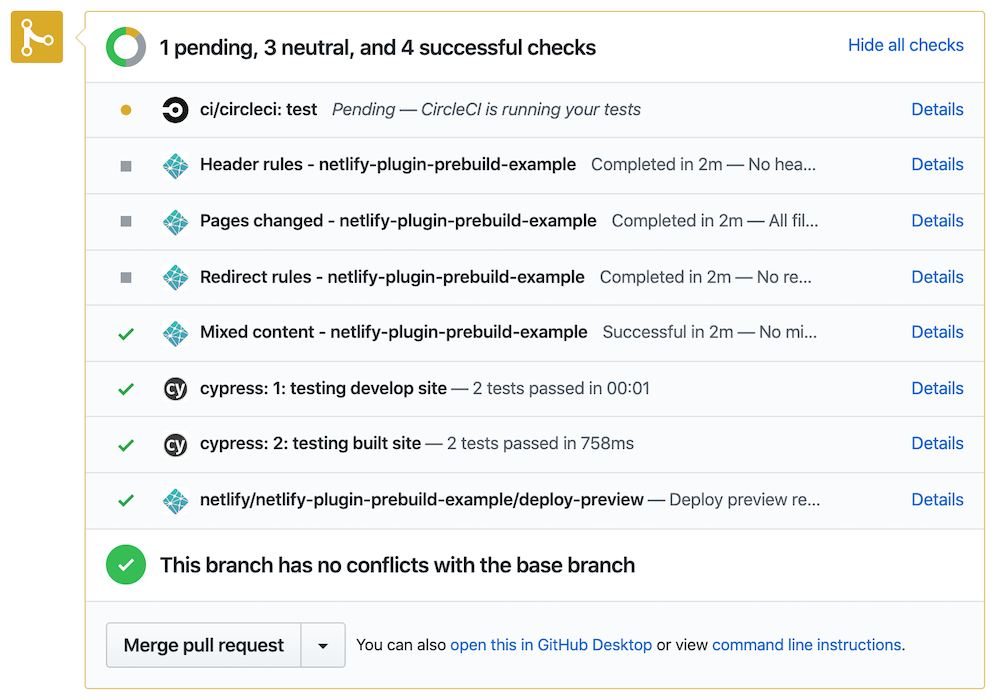 1 pending, 3 neutral, and 4 successful checks Hide all checks
ci/circleci: test Pending — CircleCI is running your tests Details
Header rules - netlify-plugin-prebuild-example Completed in 2m — No hea... Details
Pages changed - netlify-plugin-prebuild-example Completed in 2m — All fil... Details
Redirect rules - netlify-plugin-prebuild-example Completed in 2m — No re... Details
Mixed content - netlify-plugin-prebuild-example Successful in 2m — No mi... Details
cy cypress: 1: testing develop site — 2 tests passed in 00:01 Details
cy cypress: 2: testing built site — 2 tests passed in 758ms Details
netlify/netlify-plugin-prebuild-example/deploy-preview — Deploy preview re... Details
This branch has no conflicts with the base branch
Merge pull request You can also open this in GitHub Desktop or view command line instructions.